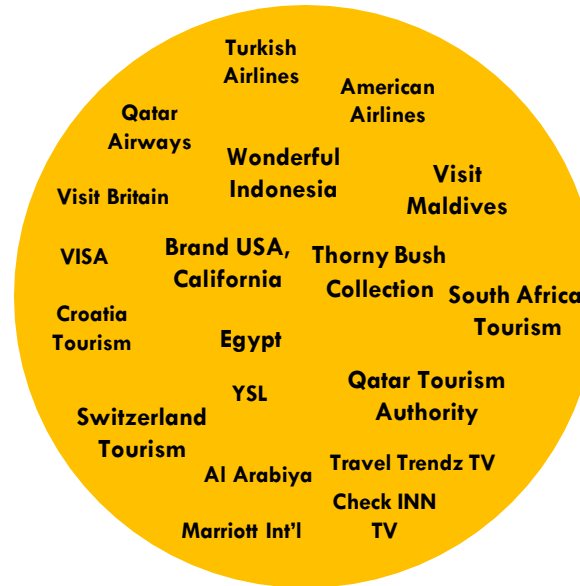 Turkish
Airlines
American
Airlines
Qatar
Airways
Wonderful
Indonesia
Visit
Maldives
Visit Britain
Brand USA,
California
VISA
Thorny Bush
Collection
South Africa
Tourism
Croatia
Tourism
Egypt
YSL
Qatar Tourism
Authority
Switzerland
Tourism
Al Arabiya
Travel Trendz TV
Check INN
TV
Marriott Int'l